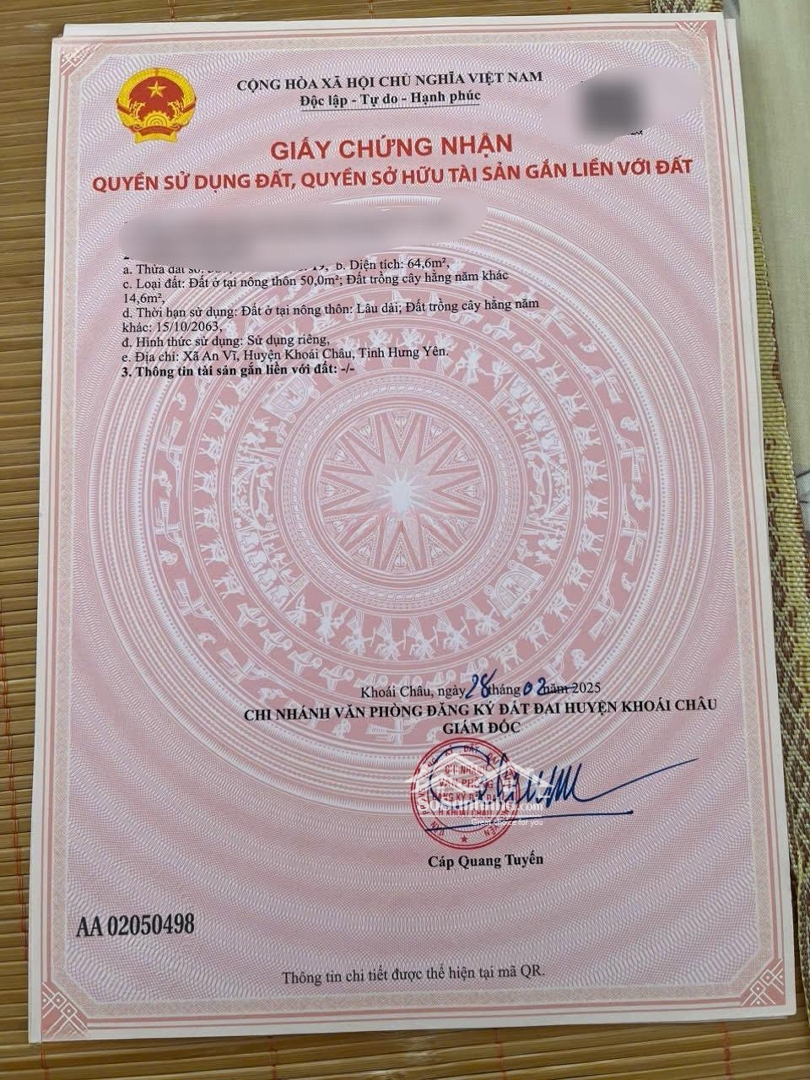 CỘNG HÒA XÃ HỘI CHỦ NGHĨA VIỆT NAM
Độc lập - Tự do - Hạnh phúc
GIẤY CHỨNG NHẬN
QUYỀN SỬ DỤNG ĐẤT, QUYỀN SỞ HỮU TÀI SẢN GẮN LIỀN VỚI ĐẤT
a. Thửa đất số: 19, b. Diện tích: 64,6m²,
c. Loại đất: Đất ở tại nông thôn 50,0m²; Đất trồng cây hằng năm khác
14,6m²,
d. Thời hạn sử dụng: Đất ở tại nông thôn: Lâu dài; Đất trồng cây hằng năm
khác: 15/10/2063,
đ. Hình thức sử dụng: Sử dụng riêng,
e. Địa chỉ: Xã An Vĩ, Huyện Khoái Châu, Tỉnh Hưng Yên.
3. Thông tin tài sản gắn liền với đất: -/-
Khoái Châu, ngày 28 tháng 02 năm 2025
CHI NHÁNH VĂN PHÒNG ĐĂNG KÝ ĐẤT ĐAI HUYỆN KHOÁI CHÂU
GIÁM ĐỐC
Cáp Quang Tuyến
AA 02050498
Thông tin chi tiết được thể hiện tại mã QR.